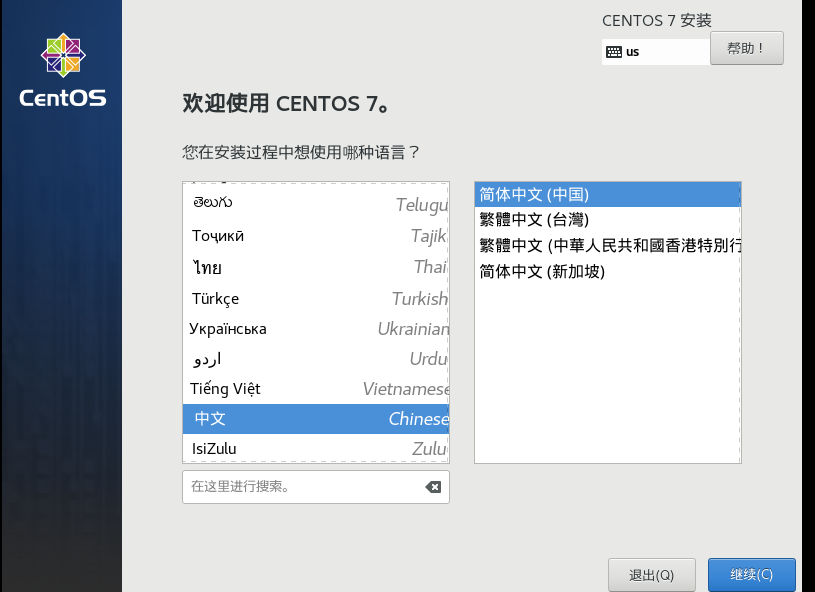 CENTOS 7 安装
us
帮助！
CentOS
欢迎使用 CENTOS 7。
您在安装过程中想使用哪种语言？
తెలుగు Telugu
Тоҷикӣ Tajik
ไทย Thai
Türkçe Turkish
Українська Ukrainian
اردو Urdu
Tiếng Việt Vietnamese
中文 Chinese
IsiZulu Zulu
简体中文 (中国)
繁體中文 (台灣)
繁體中文 (中華人民共和國香港特別行
简体中文 (新加坡)
在这里进行搜索。
退出(Q)
继续(C)